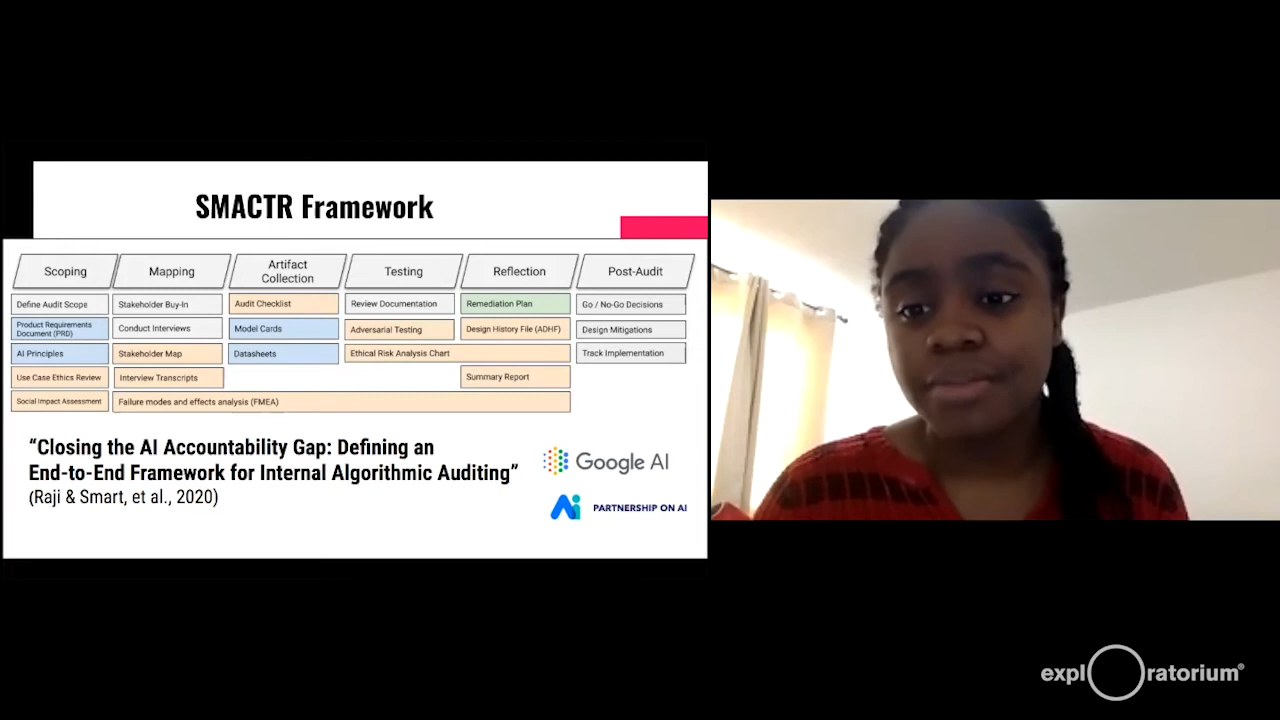 SMACTR Framework
Scoping
Mapping
Artifact
Collection
Testing
Reflection
Post-Audit
Define Audit Scope
Stakeholder Buy-In
Audit Checklist
Review Documentation
Remediation Plan
Go / No-Go Decisions
Product Requirements
Document (PRD)
Conduct Interviews
Model Cards
Adversarial Testing
Design History File (ADHF)
Design Mitigations
AI Principles
Stakeholder Map
Datasheets
Ethical Risk Analysis Chart
Track Implementation
Use Case Ethics Review
Interview Transcripts
Summary Report
Social Impact Assessment
Failure modes and effects analysis (FMEA)
“Closing the AI Accountability Gap: Defining an
End-to-End Framework for Internal Algorithmic Auditing”
(Raji & Smart, et al., 2020)
Google AI
PARTNERSHIP ON AI
exploratorium®